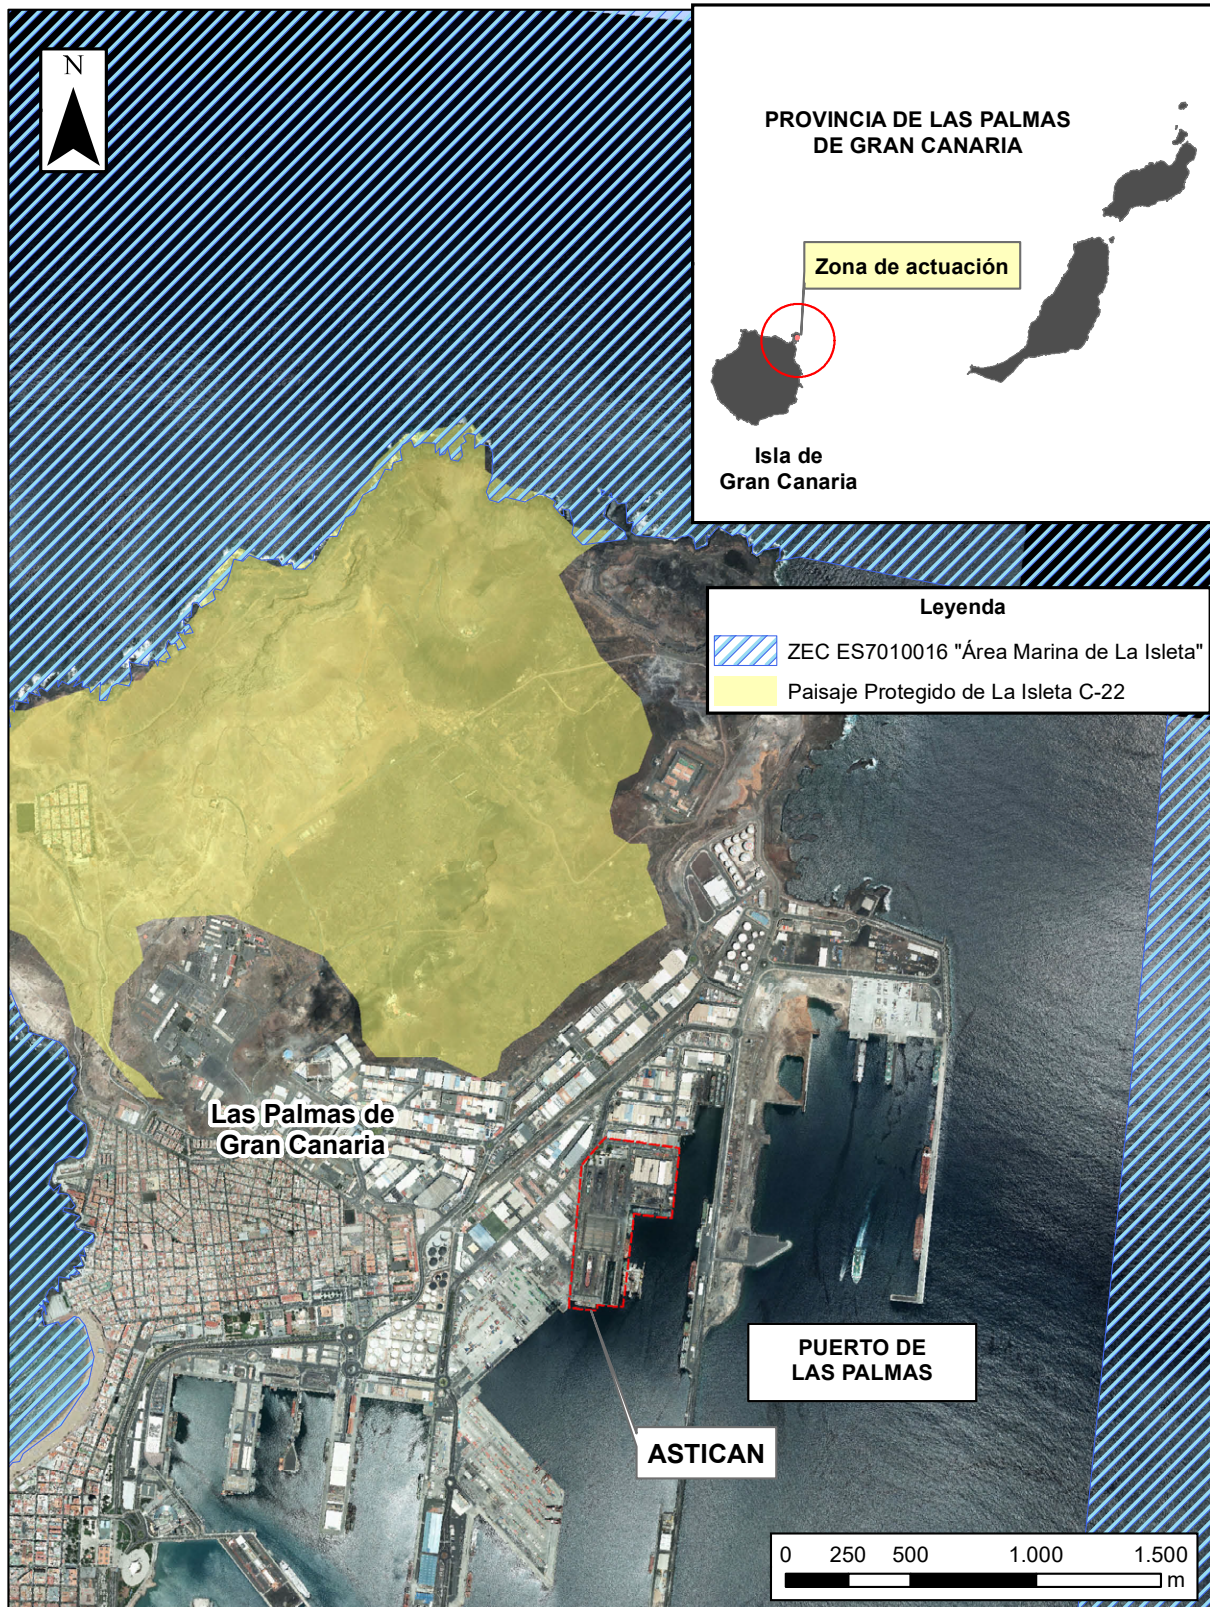 N
PROVINCIA DE LAS PALMAS
DE GRAN CANARIA
Zona de actuación
Isla de
Gran Canaria
Leyenda
ZEC ES7010016 "Área Marina de La Isleta"
Paisaje Protegido de La Isleta C-22
Las Palmas de
Gran Canaria
PUERTO DE
LAS PALMAS
ASTICAN
0 250 500 1.000 1.500
m